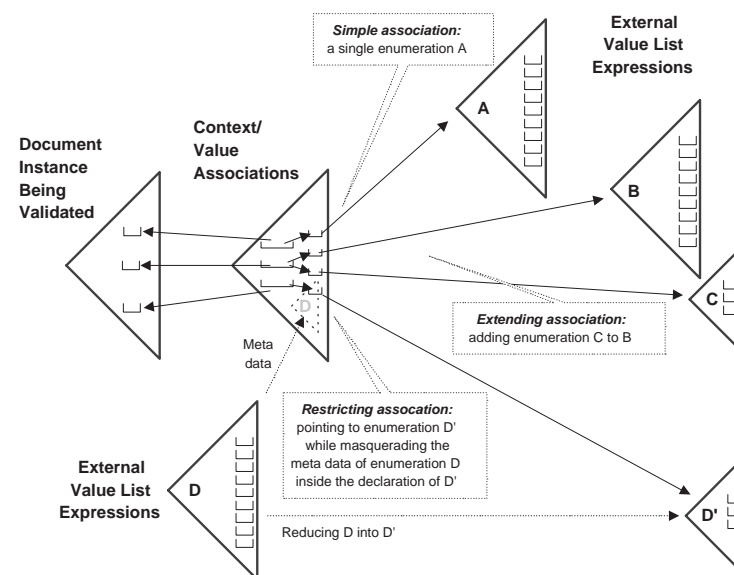 Simple association:
a single enumeration A
External
Value List
Expressions
A
Context/
Value
Associations
Document
Instance
Being
Validated
B
C
D
Extending association:
adding enumeration C to B
Meta
data
Restricting assocation:
pointing to enumeration D'
while masquerading the
meta data of enumeration D
inside the declaration of D'
External
Value List
Expressions
D
D'
Reducing D into D'